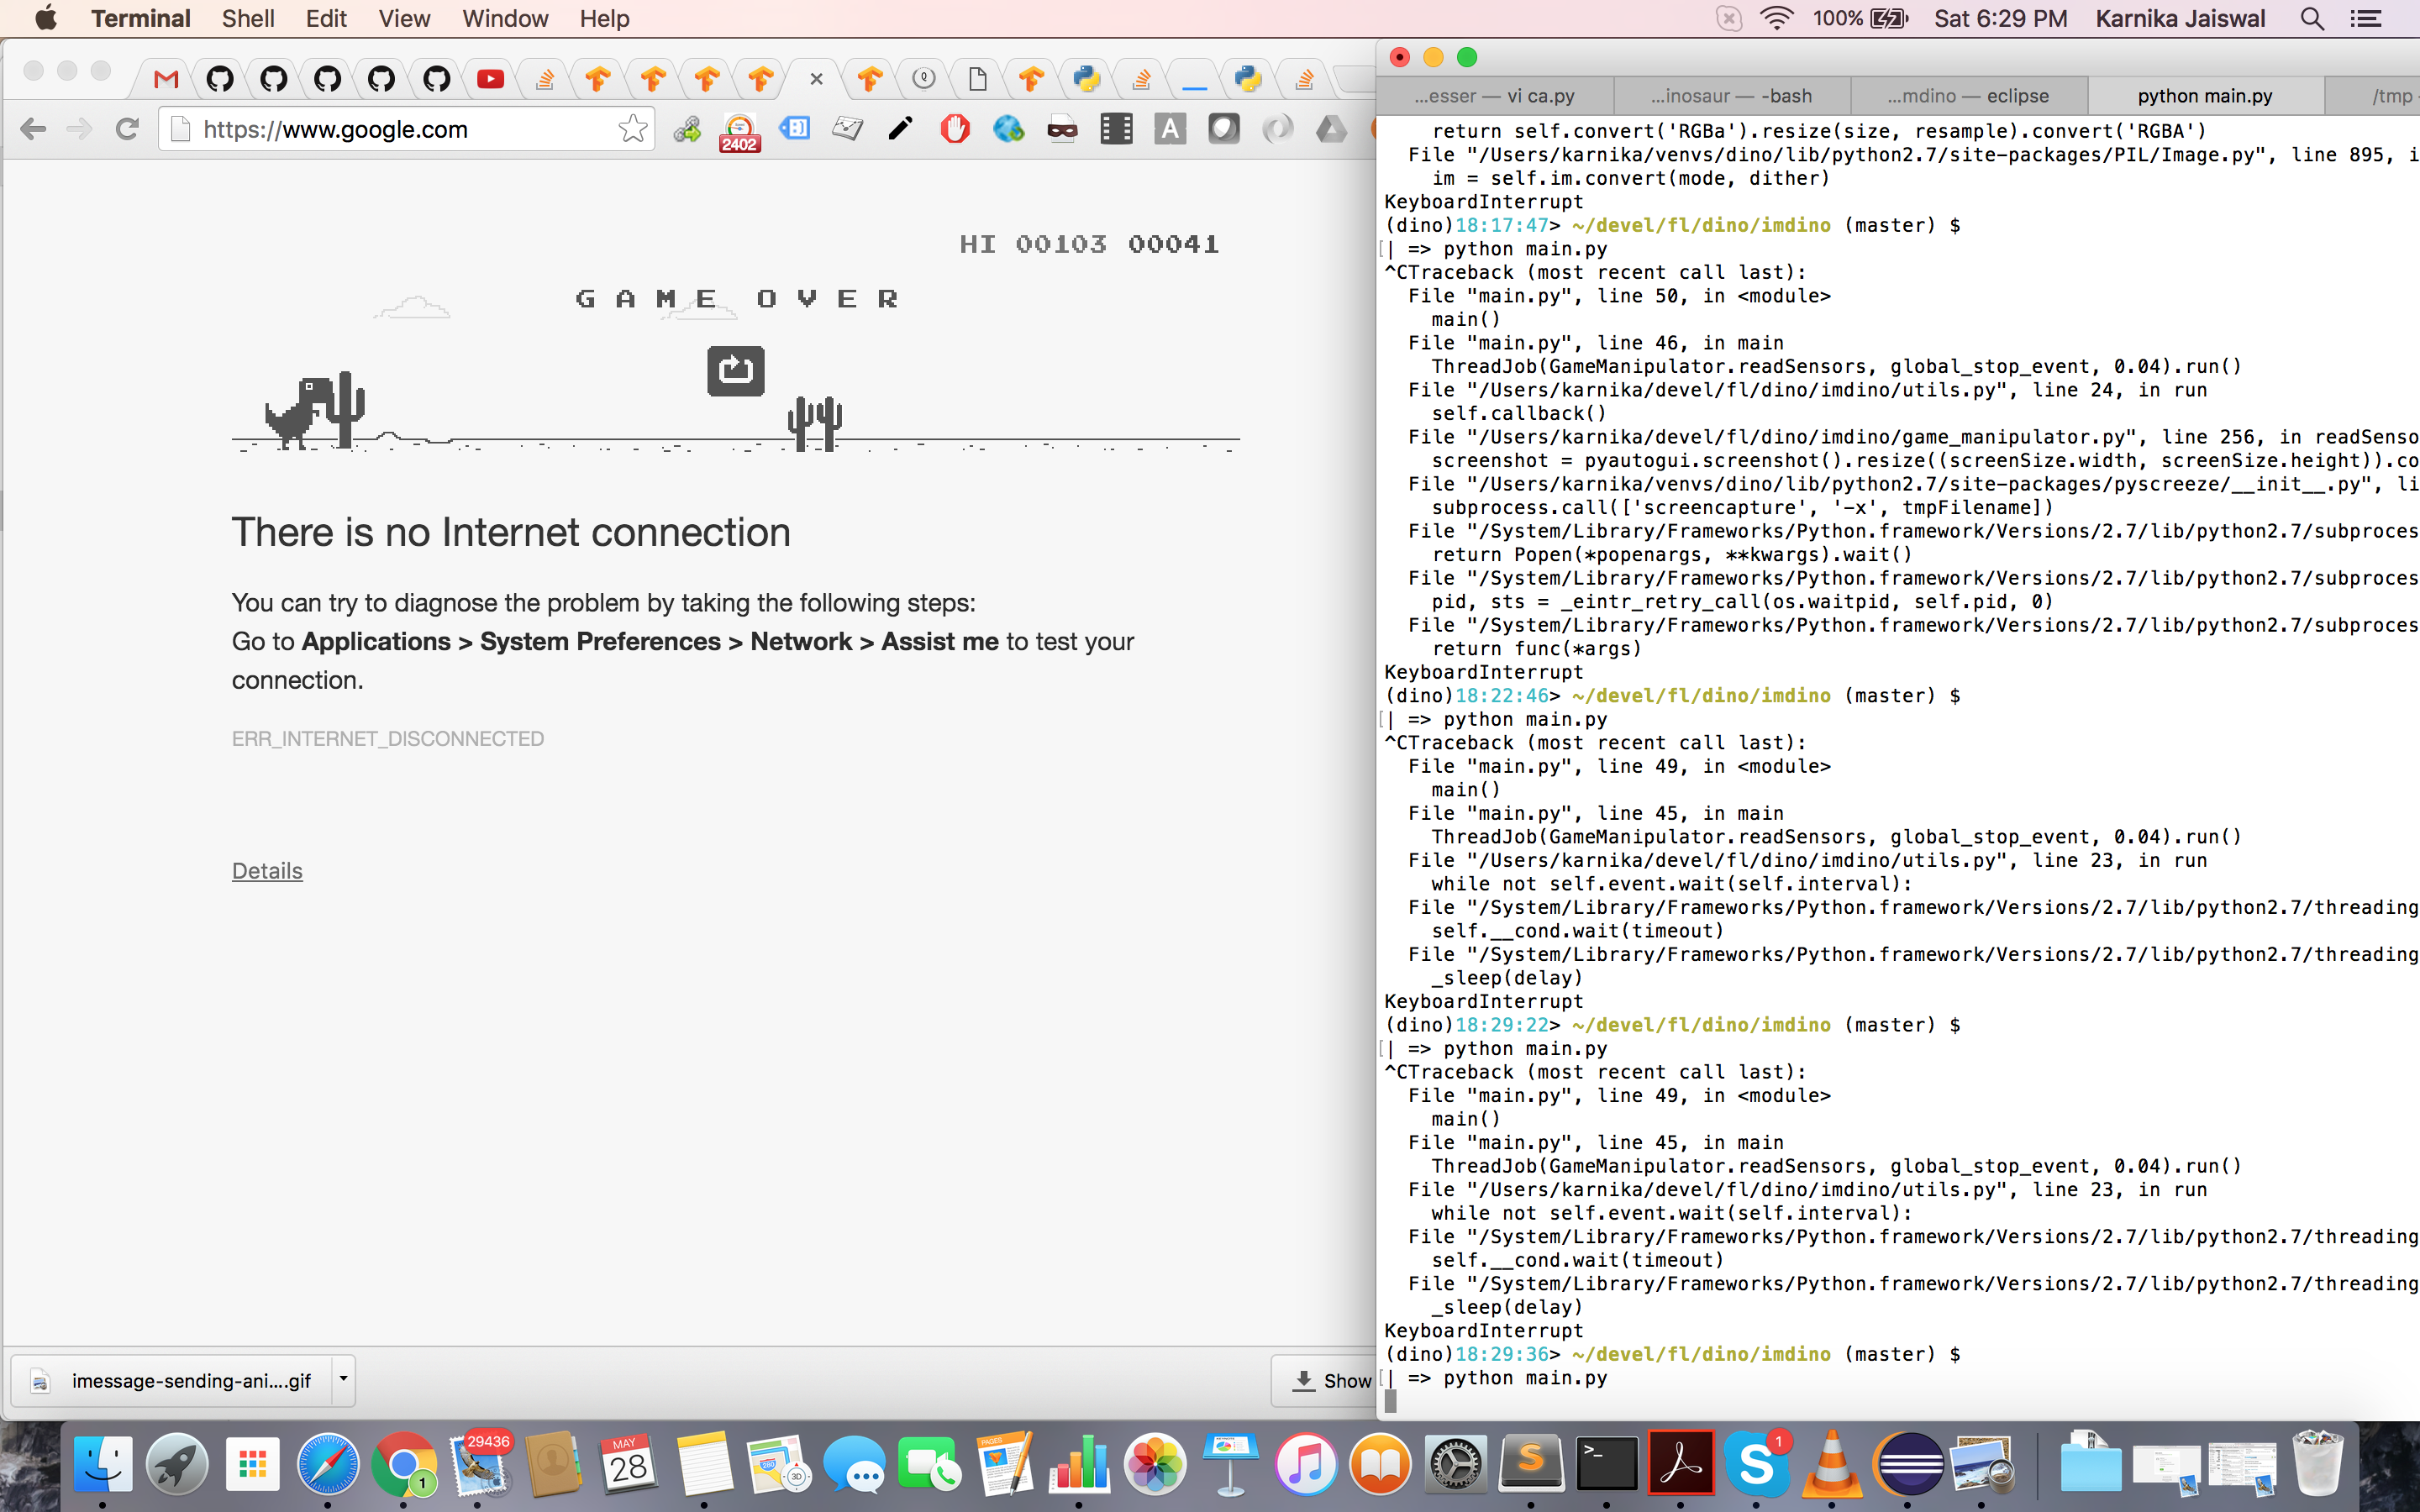 Terminal Shell Edit View Window Help 100% Sat 6:29 PM Karnika Jaiswal
https://www.google.com
2402
HI 00103 00041
GAME OVER
There is no Internet connection
You can try to diagnose the problem by taking the following steps:
Go to Applications > System Preferences > Network > Assist me to test your
connection.
ERR_INTERNET_DISCONNECTED
Details
imessage-sending-ani....gif
Show
...esser — vi ca.py ...inosaur — -bash ...mdino — eclipse python main.py /tmp
return self.convert('RGBa').resize(size, resample).convert('RGBA')
File "/Users/karnika/venvs/dino/lib/python2.7/site-packages/PIL/Image.py", line 895, i
im = self.im.convert(mode, dither)
KeyboardInterrupt
(dino)18:17:47> ~/devel/fl/dino/imdino (master) $
[| => python main.py
^CTraceback (most recent call last):
File "main.py", line 50, in <module>
main()
File "main.py", line 46, in main
ThreadJob(GameManipulator.readSensors, global_stop_event, 0.04).run()
File "/Users/karnika/devel/fl/dino/imdino/utils.py", line 24, in run
self.callback()
File "/Users/karnika/devel/fl/dino/imdino/game_manipulator.py", line 256, in readSenso
screenshot = pyautogui.screenshot().resize((screenSize.width, screenSize.height)).co
File "/Users/karnika/venvs/dino/lib/python2.7/site-packages/pyscreeze/__init__.py", li
subprocess.call(['screencapture', '-x', tmpFilename])
File "/System/Library/Frameworks/Python.framework/Versions/2.7/lib/python2.7/subproces
return Popen(*popenargs, **kwargs).wait()
File "/System/Library/Frameworks/Python.framework/Versions/2.7/lib/python2.7/subproces
pid, sts = _eintr_retry_call(os.waitpid, self.pid, 0)
File "/System/Library/Frameworks/Python.framework/Versions/2.7/lib/python2.7/subproces
return func(*args)
KeyboardInterrupt
(dino)18:22:46> ~/devel/fl/dino/imdino (master) $
[| => python main.py
^CTraceback (most recent call last):
File "main.py", line 49, in <module>
main()
File "main.py", line 45, in main
ThreadJob(GameManipulator.readSensors, global_stop_event, 0.04).run()
File "/Users/karnika/devel/fl/dino/imdino/utils.py", line 23, in run
while not self.event.wait(self.interval):
File "/System/Library/Frameworks/Python.framework/Versions/2.7/lib/python2.7/threading
self.__cond.wait(timeout)
File "/System/Library/Frameworks/Python.framework/Versions/2.7/lib/python2.7/threading
_sleep(delay)
KeyboardInterrupt
(dino)18:29:22> ~/devel/fl/dino/imdino (master) $
[| => python main.py
^CTraceback (most recent call last):
File "main.py", line 49, in <module>
main()
File "main.py", line 45, in main
ThreadJob(GameManipulator.readSensors, global_stop_event, 0.04).run()
File "/Users/karnika/devel/fl/dino/imdino/utils.py", line 23, in run
while not self.event.wait(self.interval):
File "/System/Library/Frameworks/Python.framework/Versions/2.7/lib/python2.7/threading
self.__cond.wait(timeout)
File "/System/Library/Frameworks/Python.framework/Versions/2.7/lib/python2.7/threading
_sleep(delay)
KeyboardInterrupt
(dino)18:29:36> ~/devel/fl/dino/imdino (master) $
[| => python main.py
1
29436
MAY
28
PAGES
280
3D
1